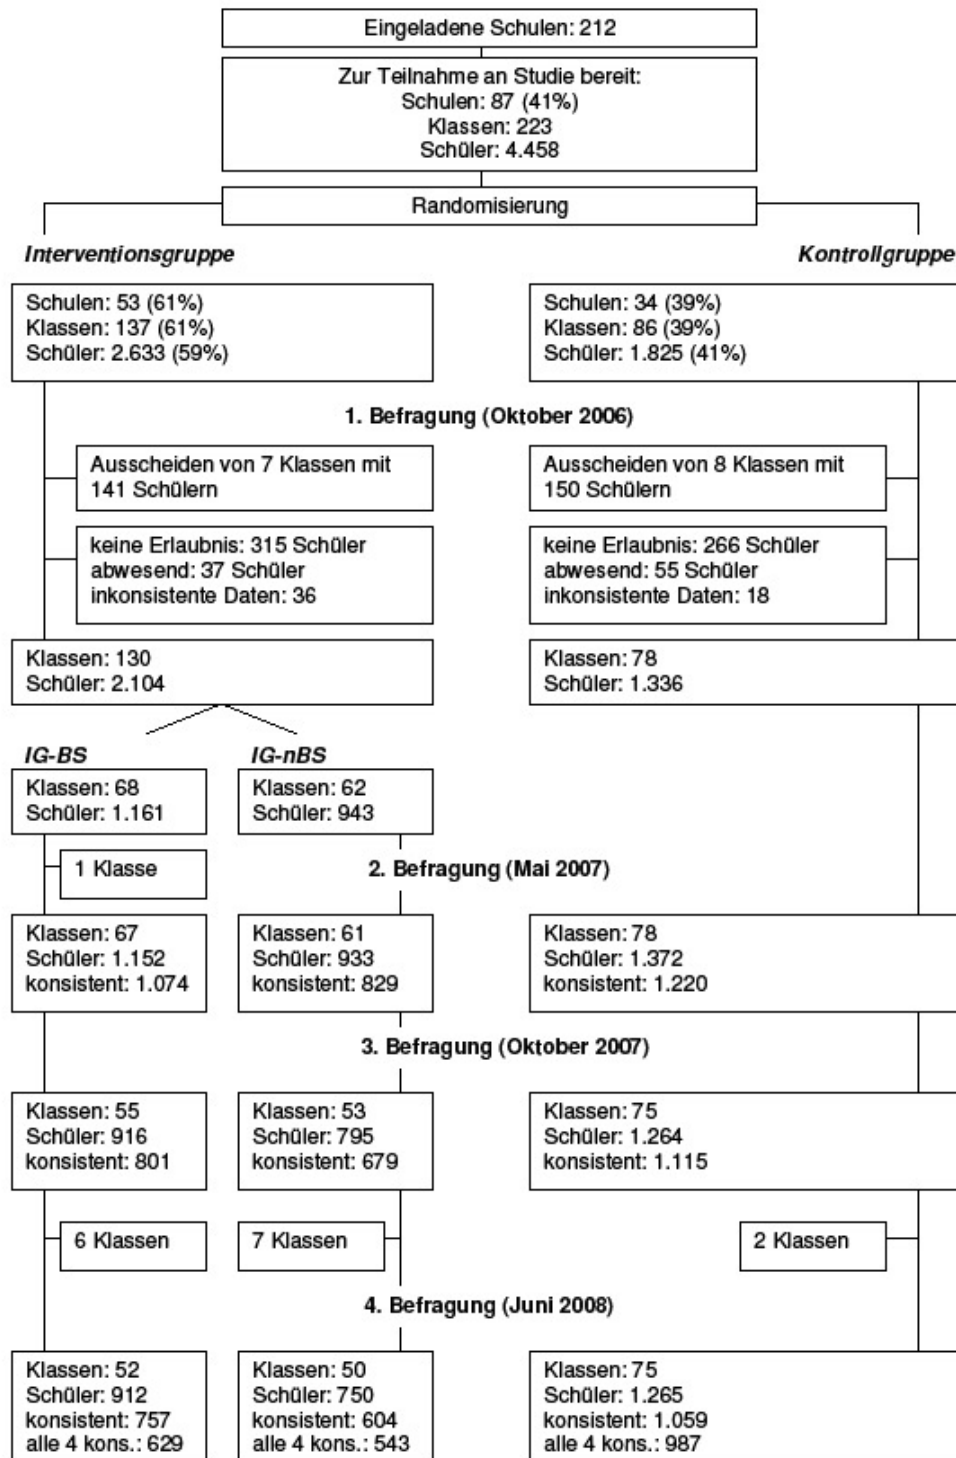 Eingeladene Schulen: 212
Zur Teilnahme an Studie bereit:
Schulen: 87 (41%)
Klassen: 223
Schüler: 4.458
Randomisierung
Interventionsgruppe
Kontrollgruppe
Schulen: 53 (61%)
Klassen: 137 (61%)
Schüler: 2.633 (59%)
Schulen: 34 (39%)
Klassen: 86 (39%)
Schüler: 1.825 (41%)
1. Befragung (Oktober 2006)
Ausscheiden von 7 Klassen mit
141 Schülern
Ausscheiden von 8 Klassen mit
150 Schülern
keine Erlaubnis: 315 Schüler
abwesend: 37 Schüler
inkonsistente Daten: 36
keine Erlaubnis: 266 Schüler
abwesend: 55 Schüler
inkonsistente Daten: 18
Klassen: 130
Schüler: 2.104
Klassen: 78
Schüler: 1.336
IG-BS
IG-nBS
Klassen: 68
Schüler: 1.161
Klassen: 62
Schüler: 943
1 Klasse
2. Befragung (Mai 2007)
Klassen: 67
Schüler: 1.152
konsistent: 1.074
Klassen: 61
Schüler: 933
konsistent: 829
Klassen: 78
Schüler: 1.372
konsistent: 1.220
3. Befragung (Oktober 2007)
Klassen: 55
Schüler: 916
konsistent: 801
Klassen: 53
Schüler: 795
konsistent: 679
Klassen: 75
Schüler: 1.264
konsistent: 1.115
6 Klassen
7 Klassen
2 Klassen
4. Befragung (Juni 2008)
Klassen: 52
Schüler: 912
konsistent: 757
alle 4 kons.: 629
Klassen: 50
Schüler: 750
konsistent: 604
alle 4 kons.: 543
Klassen: 75
Schüler: 1.265
konsistent: 1.059
alle 4 kons.: 987